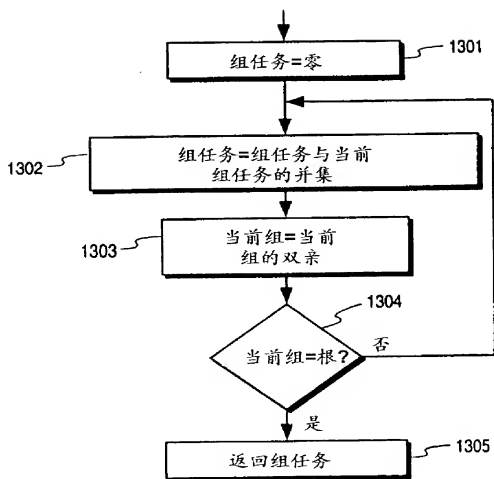 组任务=零
1301
1302
组任务=组任务与当前
组任务的并集
1303
当前组=当前
组的双亲
1304
当前组=根?
否
是
返回组任务
1305